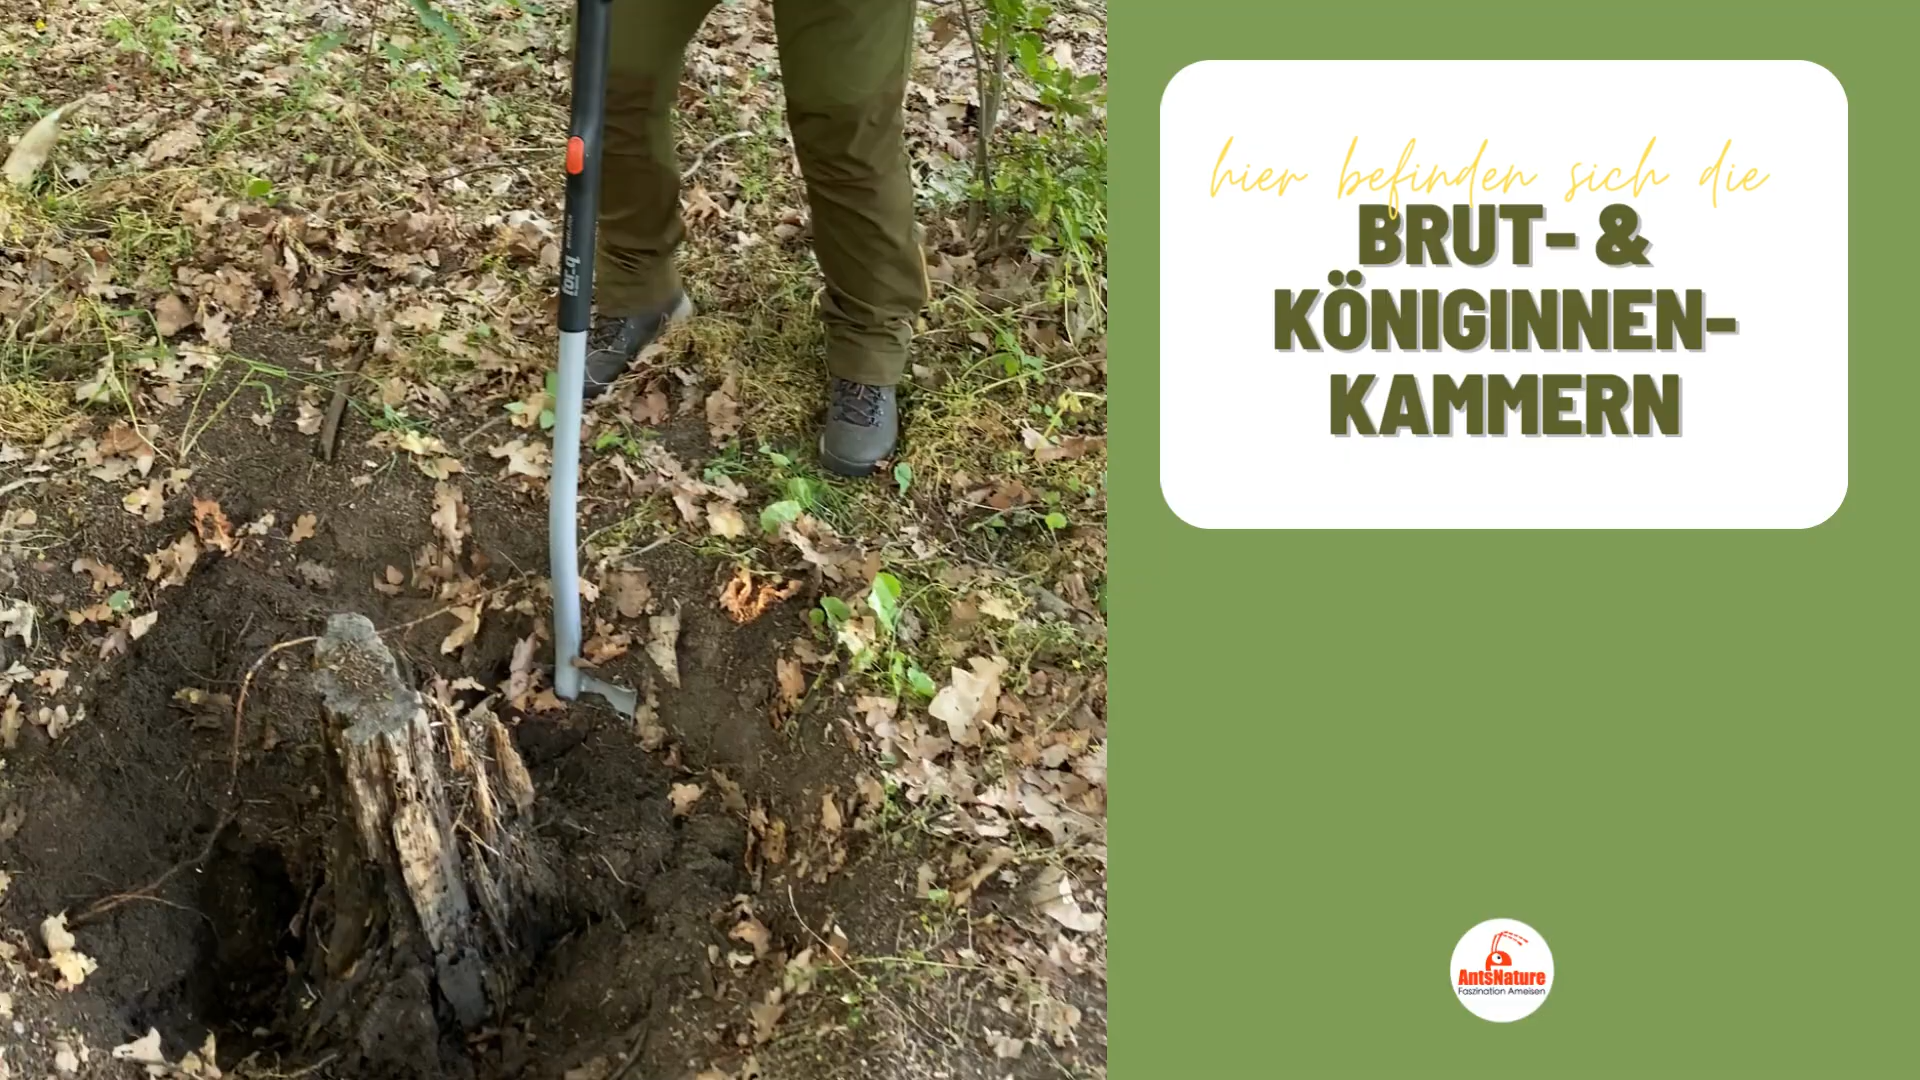 hier befinden sich die
BRUT- &
KÖNIGINNEN-
KAMMERN
AntsNature
Faszination Ameisen